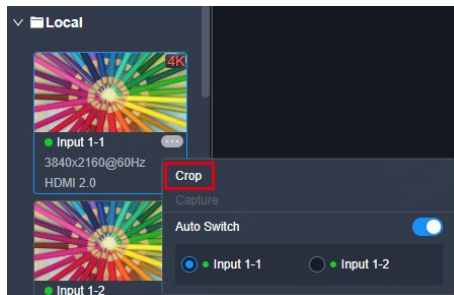 Local
4K
Input 1-1
3840x2160@60Hz
HDMI 2.0
Crop
Capture
Auto Switch
Input 1-1
Input 1-2
Input 1-2